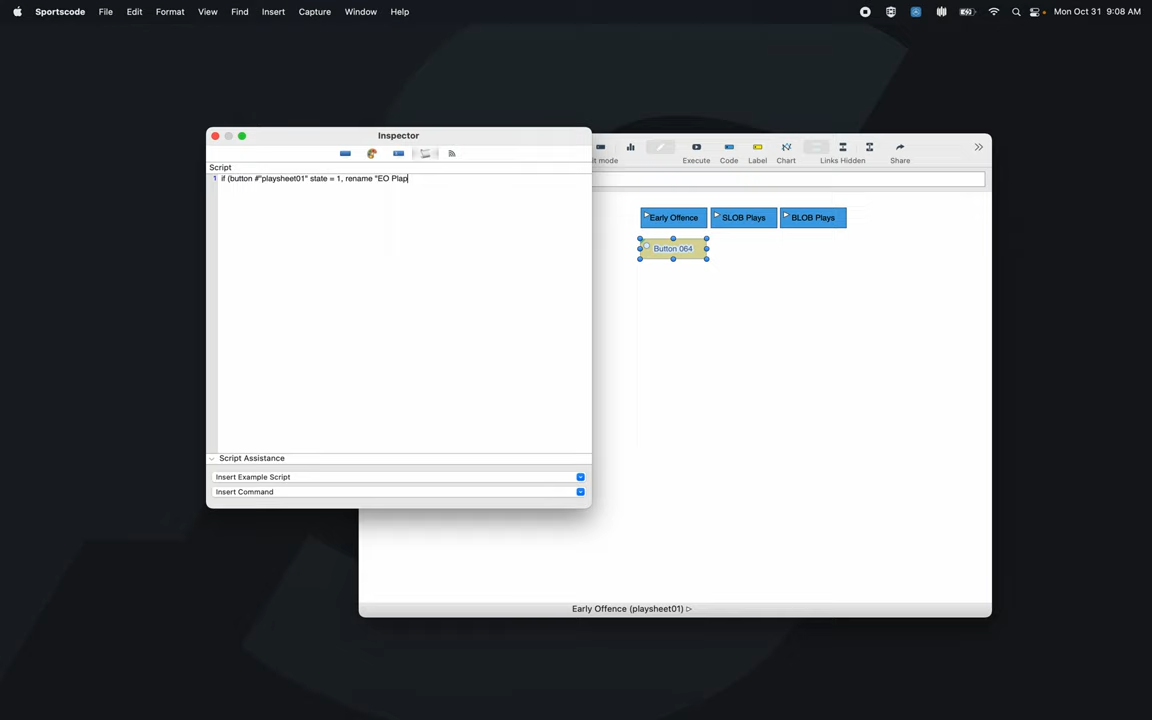 Sportscode File Edit Format View Find Insert Capture Window Help Mon Oct 31 9:08 AM
Inspector
it mode Execute Code Label Chart Links Hidden Share
Script
1 if (button #"playsheet01" state = 1, rename "EO Plap
Early Offence SLOB Plays BLOB Plays
Button 064
Script Assistance
Insert Example Script
Insert Command
Early Offence (playsheet01) ▷